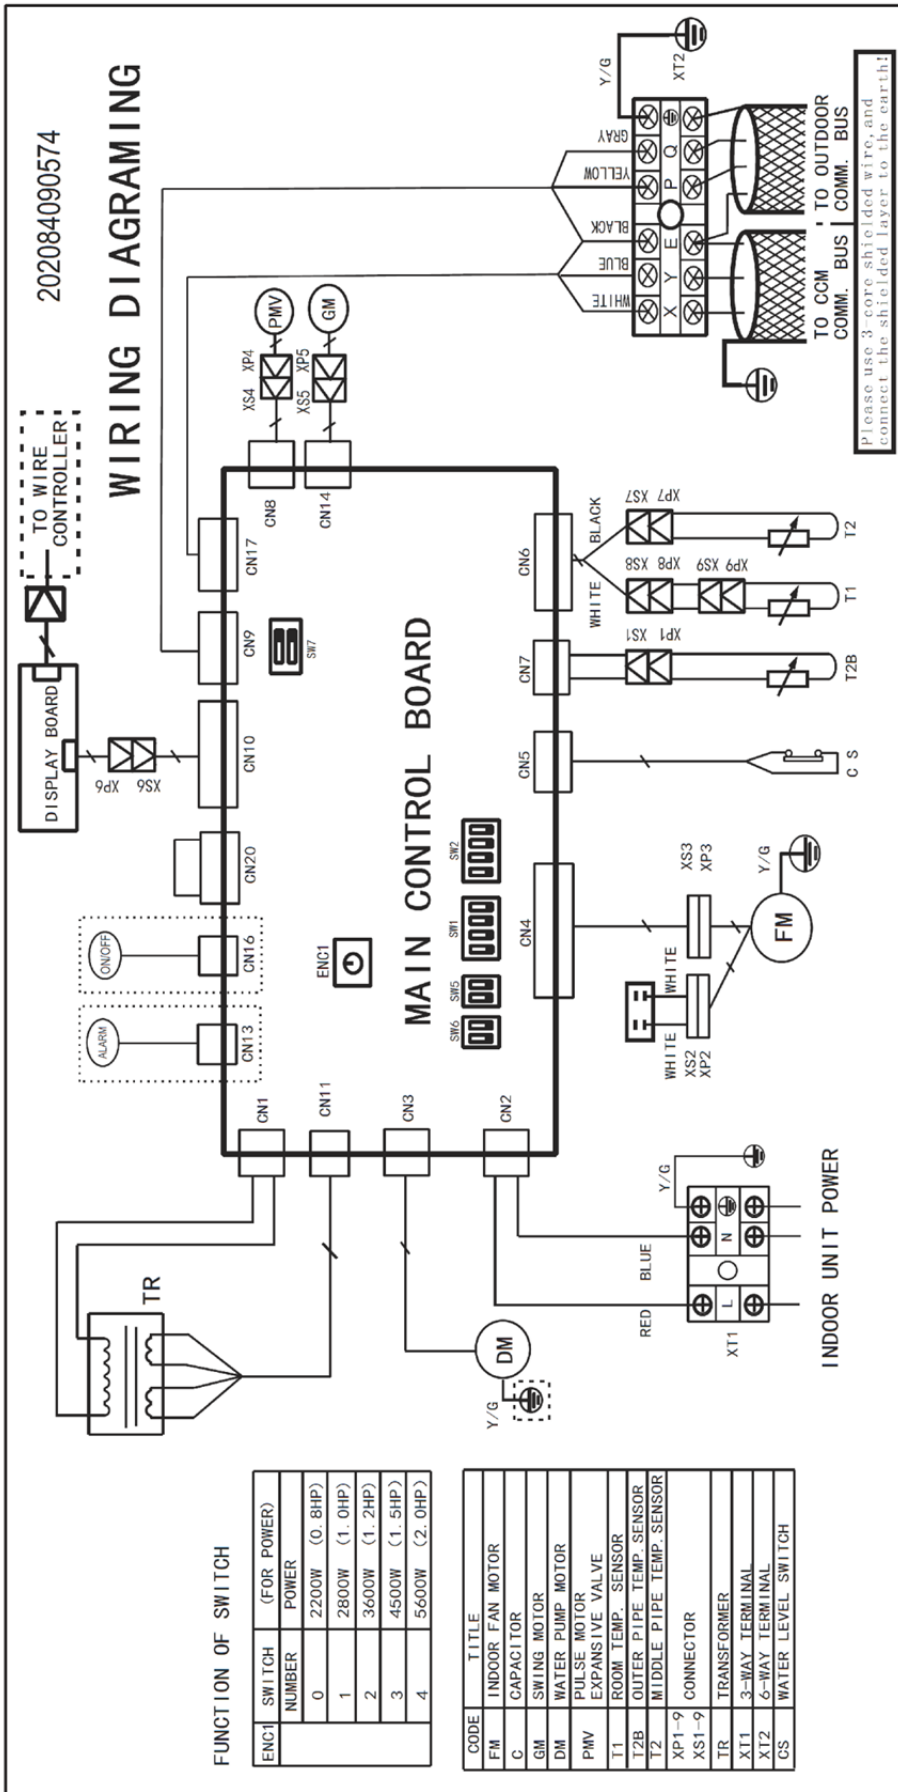 WIRING DIAGRAMING
202084090574
TO WIRE
CONTROLLER
DISPLAY BOARD
XP6
XS6
ALARM
ON/OFF
CN13
CN16
CN20
CN10
CN9
CN17
TR
CN1
CN11
CN3
CN2
SW7
ENC1
MAIN CONTROL BOARD
SW6
SW5
SW1
SW2
CN8
CN14
XS4
XP4
PMV
XS5
XP5
GM
CN4
CN5
CN7
CN6
DM
Y/G
RED
BLUE
Y/G
XT1
L
N
INDOOR UNIT POWER
WHITE
WHITE
XS2
XP2
XS3
XP3
FM
Y/G
C S
XS1
XP1
T2B
WHITE
BLACK
XS8
XP8
XS9
XP9
T1
XS7
XP7
T2
WHITE
BLUE
BLACK
YELLOW
GRAY
Y/G
XT2
X
Y
E
P
Q
TO CCM
COMM. BUS
TO OUTDOOR
COMM. BUS
Please use 3-core shielded wire, and
connect the shielded layer to the earth!
FUNCTION OF SWITCH
ENC1 SWITCH (FOR POWER)
NUMBER POWER
0 2200W (0.8HP)
1 2800W (1.0HP)
2 3600W (1.2HP)
3 4500W (1.5HP)
4 5600W (2.0HP)
CODE TITLE
FM INDOOR FAN MOTOR
C CAPACITOR
GM SWING MOTOR
DM WATER PUMP MOTOR
PMV PULSE MOTOR
EXPANSIVE VALVE
T1 ROOM TEMP. SENSOR
T2B OUTER PIPE TEMP. SENSOR
T2 MIDDLE PIPE TEMP. SENSOR
XP1-9
XS1-9 CONNECTOR
TR TRANSFORMER
XT1 3-WAY TERMINAL
XT2 6-WAY TERMINAL
CS WATER LEVEL SWITCH